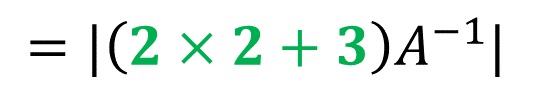 = |(2 × 2 + 3)A⁻¹|